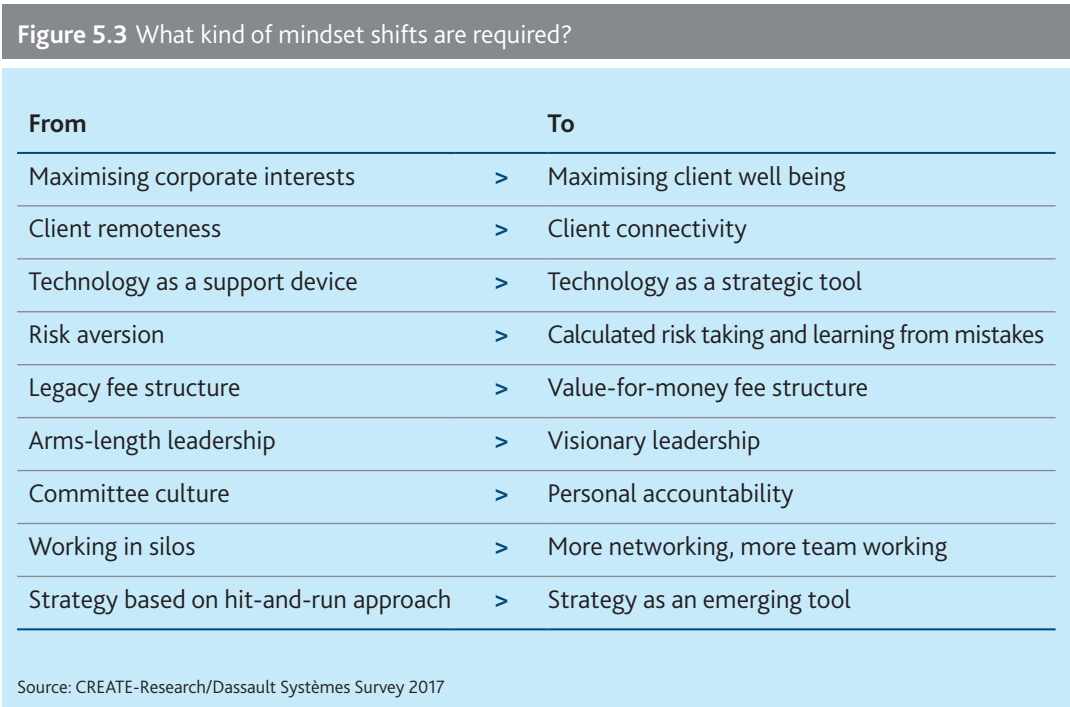 Figure 5.3 What kind of mindset shifts are required?
From To
Maximising corporate interests > Maximising client well being
Client remoteness > Client connectivity
Technology as a support device > Technology as a strategic tool
Risk aversion > Calculated risk taking and learning from mistakes
Legacy fee structure > Value-for-money fee structure
Arms-length leadership > Visionary leadership
Committee culture > Personal accountability
Working in silos > More networking, more team working
Strategy based on hit-and-run approach > Strategy as an emerging tool
Source: CREATE-Research/Dassault Systèmes Survey 2017